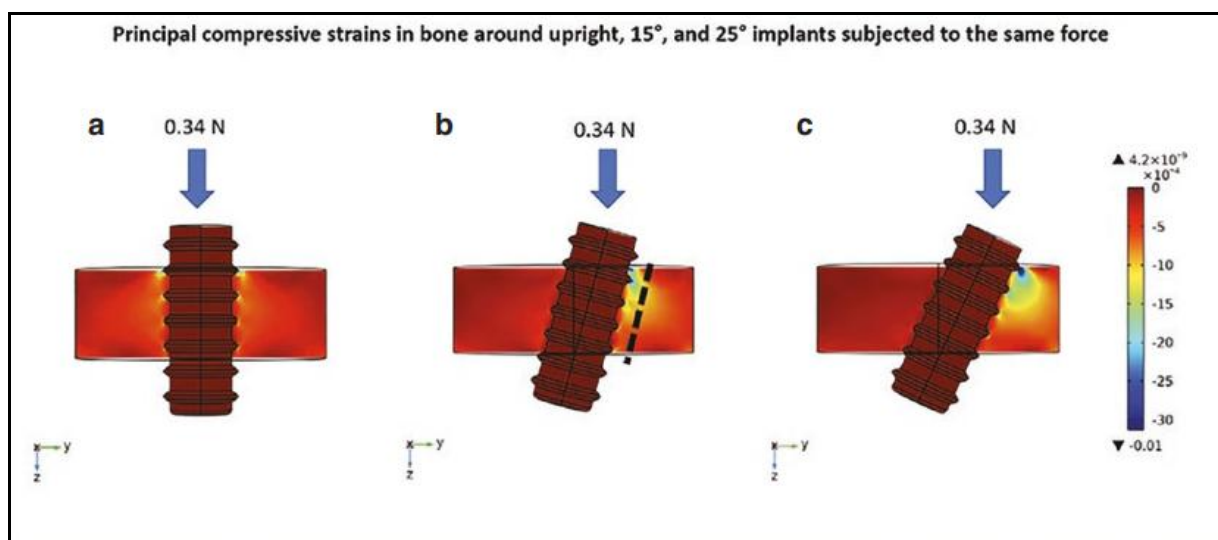 Principal compressive strains in bone around upright, 15°, and 25° implants subjected to the same force
a 0.34 N
b 0.34 N
c 0.34 N
▲ 4.2×10⁻⁹
×10⁻⁴
0
-5
-10
-15
-20
-25
-30
▼ -0.01
x y
z
x y
z
x y
z